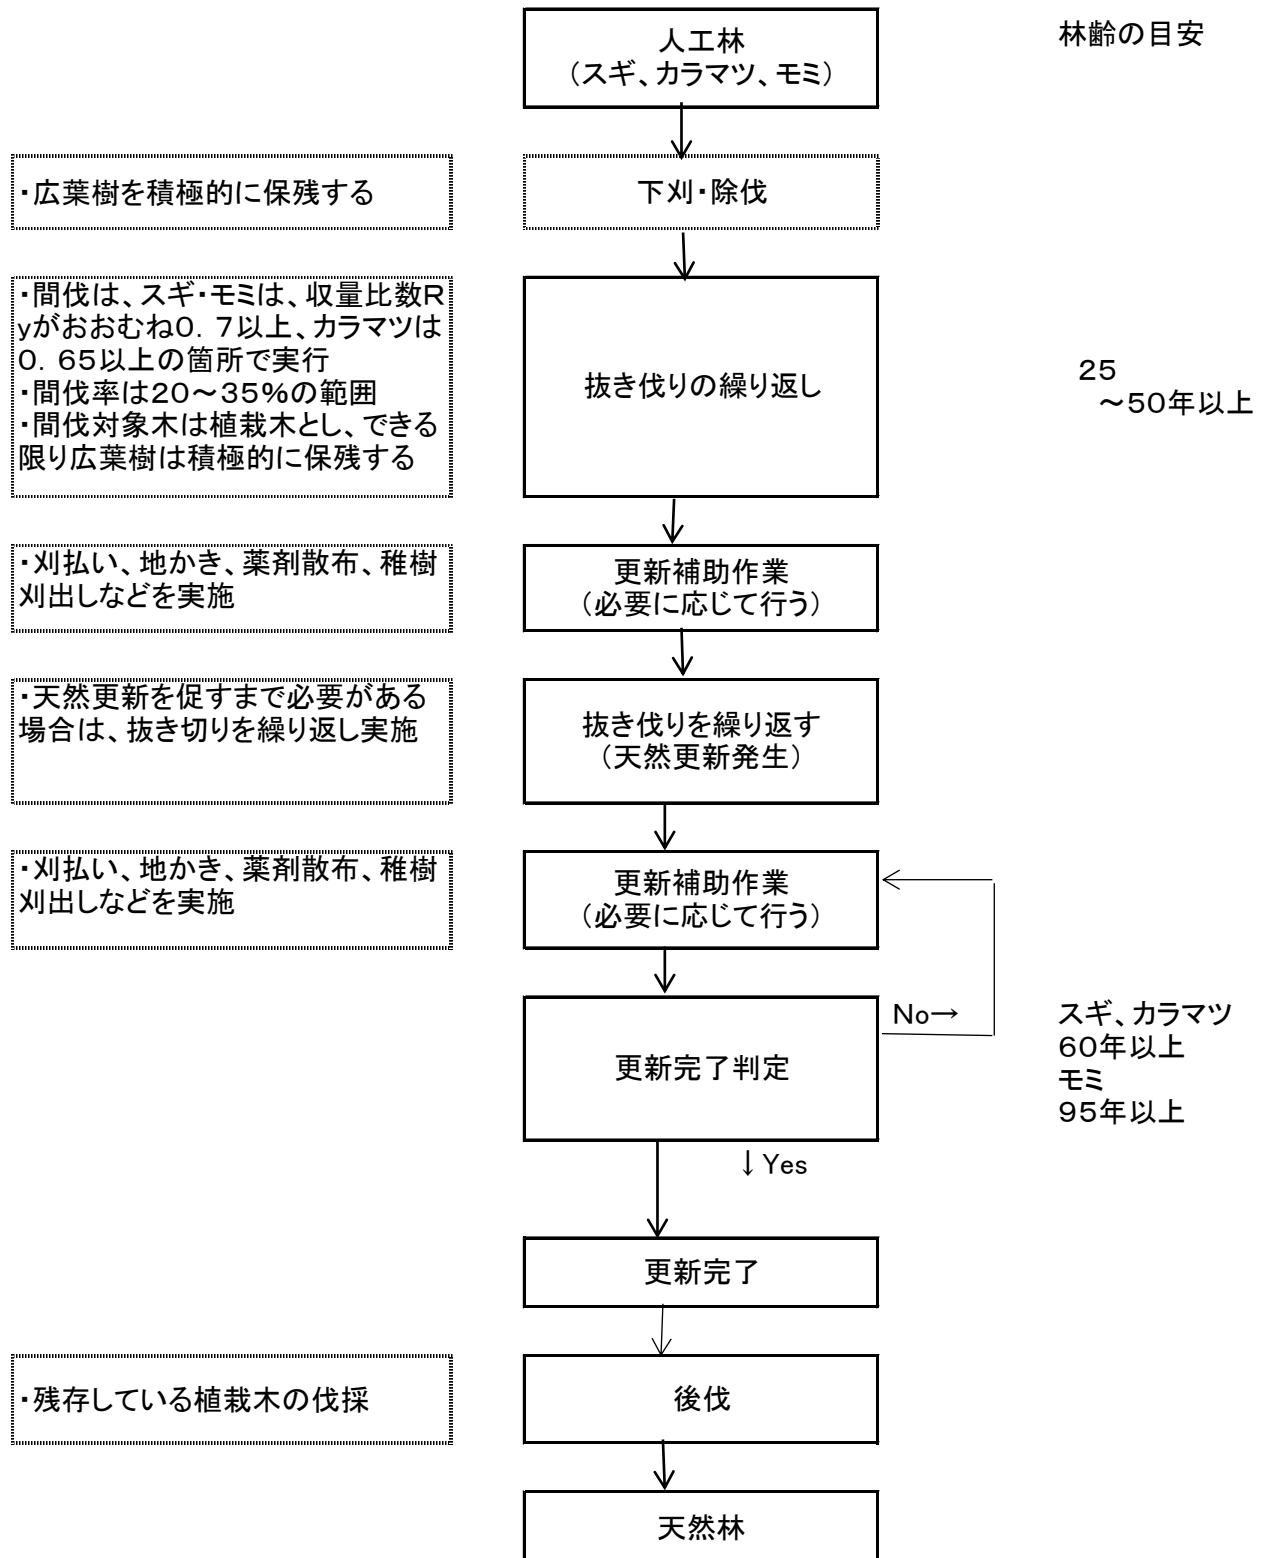 人工林
（スギ、カラマツ、モミ）
林齢の目安
・広葉樹を積極的に保残する
下刈・除伐
・間伐は、スギ・モミは、収量比数R
yがおおむね0．7以上、カラマツは
0．65以上の箇所で実行
・間伐率は20～35%の範囲
・間伐対象木は植栽木とし、できる
限り広葉樹は積極的に保残する
抜き伐りの繰り返し
25
～50年以上
・刈払い、地かき、薬剤散布、稚樹
刈出しなどを実施
更新補助作業
（必要に応じて行う）
・天然更新を促すまで必要がある
場合は、抜き切りを繰り返し実施
抜き伐りを繰り返す
（天然更新発生）
・刈払い、地かき、薬剤散布、稚樹
刈出しなどを実施
更新補助作業
（必要に応じて行う）
更新完了判定
No→
スギ、カラマツ
60年以上
モミ
95年以上
↓Yes
更新完了
・残存している植栽木の伐採
後伐
天然林